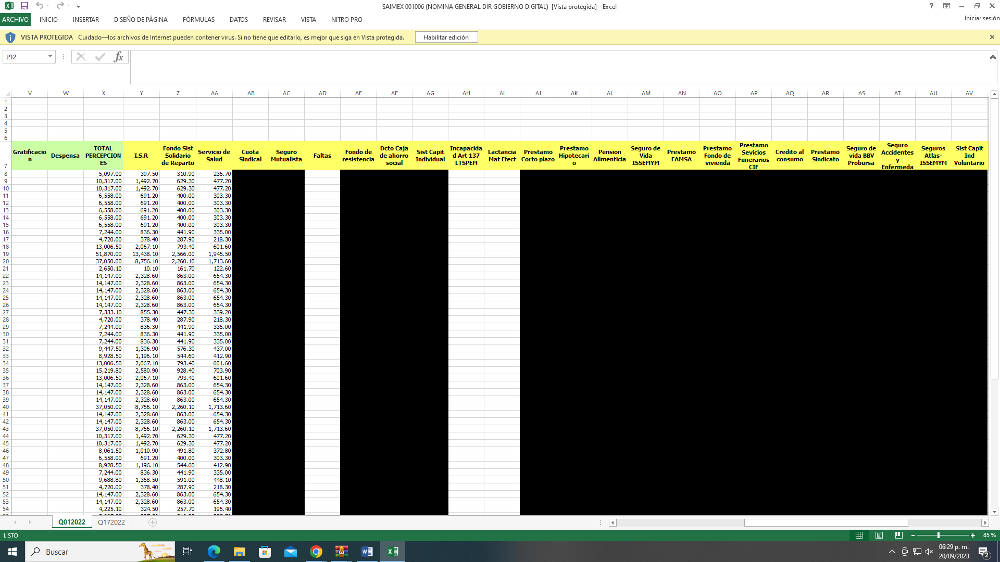 SAIMEX 001006 (NOMINA GENERAL DIR GOBIERNO DIGITAL) [Vista protegida] - Excel
ARCHIVO INICIO INSERTAR DISEÑO DE PÁGINA FÓRMULAS DATOS REVISAR VISTA NITRO PRO Iniciar sesión
VISTA PROTEGIDA Cuidado—los archivos de Internet pueden contener virus. Si no tiene que editarlo, es mejor que siga en Vista protegida. Habilitar edición
J92 fx
V W X Y Z AA AB AC AD AE AF AG AH AI AJ AK AL AM AN AO AP AQ AR AS AT AU AV
1
2
3
4
5
6
7 Gratificacion Despensa TOTAL PERCEPCIONES I.S.R Fondo Sist Solidario de Reparto Servicio de Salud Cuota Sindical Seguro Mutualista Faltas Fondo de resistencia Dcto Caja de ahorro social Sist Capit Individual Incapacidad Art 137 LTSPEM Lactancia Mat Efect Prestamo Corto plazo Prestamo Hipotecario Pension Alimenticia Seguro de Vida ISSEMYM Prestamo FAMSA Prestamo Fondo de vivienda Prestamo Sevicios Funerarios CIF Credito al consumo Prestamo Sindicato Seguro de vida BBV Probursa Seguro Accidentes y Enfermeda Seguros Atlas-ISSEMYM Sist Capit Ind Voluntario
8 5,097.00 397.50 310.90 235.70
9 10,317.00 1,492.70 629.30 477.20
10 10,317.00 1,492.70 629.30 477.20
11 6,558.00 691.20 400.00 303.30
12 6,558.00 691.20 400.00 303.30
13 6,558.00 691.20 400.00 303.30
14 6,558.00 691.20 400.00 303.30
15 6,558.00 691.20 400.00 303.30
16 7,244.00 836.30 441.90 335.00
17 4,720.00 378.40 287.90 218.30
18 13,006.50 2,067.10 793.40 601.60
19 51,870.00 13,438.10 2,566.00 1,945.50
20 37,050.00 8,756.10 2,260.10 1,713.60
21 2,650.10 10.10 161.70 122.60
22 14,147.00 2,328.60 863.00 654.30
23 14,147.00 2,328.60 863.00 654.30
24 14,147.00 2,328.60 863.00 654.30
25 14,147.00 2,328.60 863.00 654.30
26 14,147.00 2,328.60 863.00 654.30
27 7,333.10 855.30 447.30 339.20
28 4,720.00 378.40 287.90 218.30
29 7,244.00 836.30 441.90 335.00
30 7,244.00 836.30 441.90 335.00
31 7,244.00 836.30 441.90 335.00
32 9,447.50 1,306.90 576.30 437.00
33 8,928.50 1,196.10 544.60 412.90
34 13,006.50 2,067.10 793.40 601.60
35 15,219.80 2,580.90 928.40 703.90
36 13,006.50 2,067.10 793.40 601.60
37 14,147.00 2,328.60 863.00 654.30
38 14,147.00 2,328.60 863.00 654.30
39 14,147.00 2,328.60 863.00 654.30
40 37,050.00 8,756.10 2,260.10 1,713.60
41 14,147.00 2,328.60 863.00 654.30
42 14,147.00 2,328.60 863.00 654.30
43 37,050.00 8,756.10 2,260.10 1,713.60
44 10,317.00 1,492.70 629.30 477.20
45 10,317.00 1,492.70 629.30 477.20
46 8,061.50 1,010.90 491.80 372.80
47 6,558.00 691.20 400.00 303.30
48 8,928.50 1,196.10 544.60 412.90
49 7,244.00 836.30 441.90 335.00
50 9,688.80 1,358.50 591.00 448.10
51 4,720.00 378.40 287.90 218.30
52 14,147.00 2,328.60 863.00 654.30
53 14,147.00 2,328.60 863.00 654.30
54 4,225.10 324.50 257.70 195.40
Q012022 Q172022
LISTO 85 %
Buscar 06:29 p. m.
20/09/2023 2